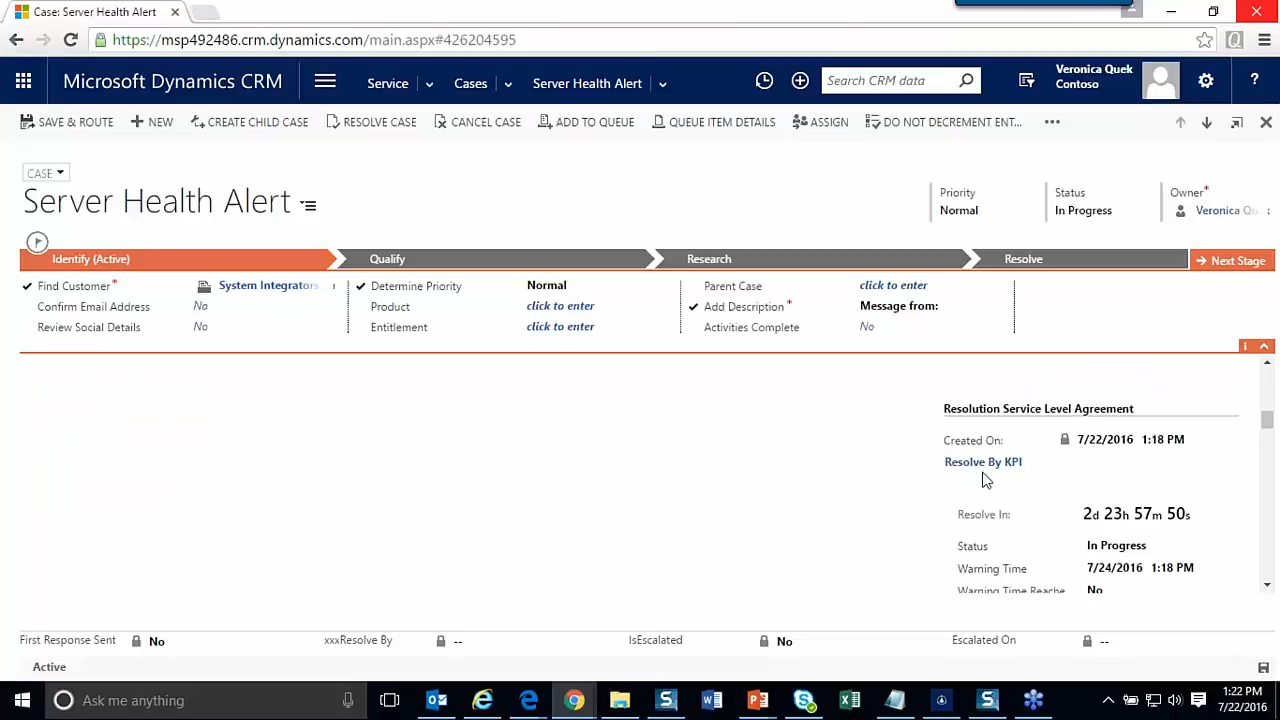 Case: Server Health Alert
https://msp492486.crm.dynamics.com/main.aspx#426204595
Microsoft Dynamics CRM
Service
Cases
Server Health Alert
Search CRM data
Veronica Quek
Contoso
?
SAVE & ROUTE
NEW
CREATE CHILD CASE
RESOLVE CASE
CANCEL CASE
ADD TO QUEUE
QUEUE ITEM DETAILS
ASSIGN
DO NOT DECREMENT ENT...
CASE
Server Health Alert
Priority
Normal
Status
In Progress
Owner*
Veronica Qu
Identify (Active)
Qualify
Research
Resolve
Next Stage
Find Customer*
System Integrators
Determine Priority
Normal
Parent Case
click to enter
Confirm Email Address
No
Product
click to enter
Add Description *
Message from:
Review Social Details
No
Entitlement
click to enter
Activities Complete
No
Resolution Service Level Agreement
Created On:
7/22/2016 1:18 PM
Resolve By KPI
Resolve In:
2d 23h 57m 50s
Status
In Progress
Warning Time
7/24/2016 1:18 PM
Warning Time Reache
No
First Response Sent
No
xxxResolve By
--
IsEscalated
No
Escalated On
--
Active
Ask me anything
1:22 PM
7/22/2016